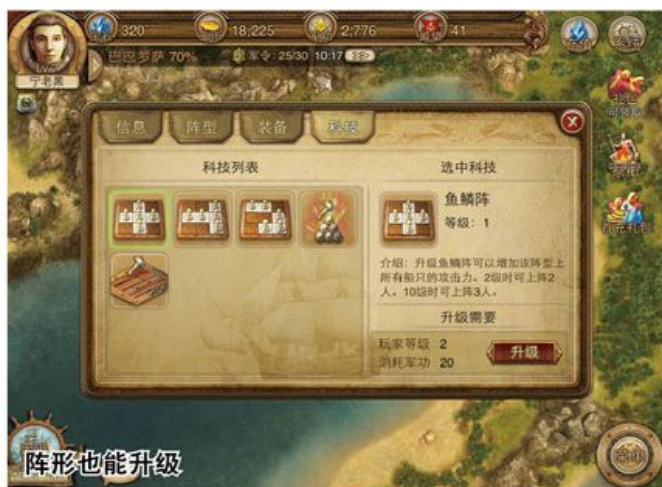 320
18,225
2,776
41
巴巴罗萨 70%
军令: 25/30 10:17
宁老黑
信息
阵型
装备
科技
科技列表
选中科技
鱼鳞阵
等级: 1
介绍: 升级鱼鳞阵可以增加该阵型上
所有船只的攻击力。2级时可上阵2
人。10级时可上阵3人。
升级需要
玩家等级 2
消耗军功 20
升级
可领取
阵形也能升级